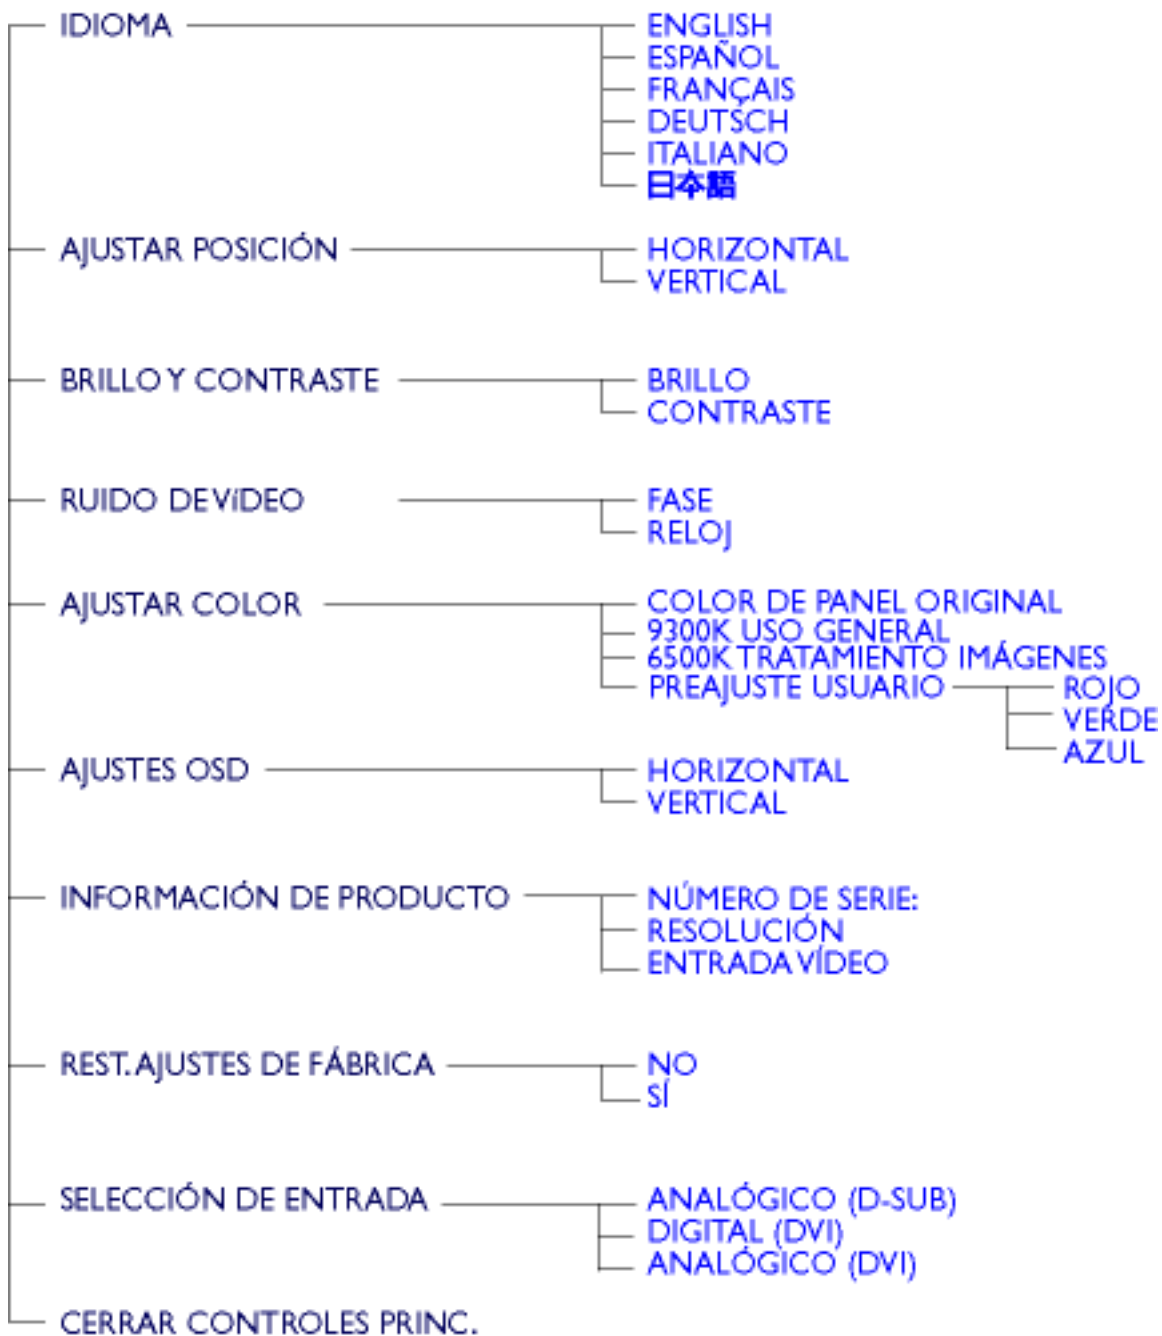 IDIOMA ENGLISH
ESPAÑOL
FRANÇAIS
DEUTSCH
ITALIANO
日本語
AJUSTAR POSICIÓN HORIZONTAL
VERTICAL
BRILLO Y CONTRASTE BRILLO
CONTRASTE
RUIDO DE VíDEO FASE
RELOJ
AJUSTAR COLOR COLOR DE PANEL ORIGINAL
9300K USO GENERAL
6500K TRATAMIENTO IMÁGENES
PREAJUSTE USUARIO ROJO
VERDE
AZUL
AJUSTES OSD HORIZONTAL
VERTICAL
INFORMACIÓN DE PRODUCTO NÚMERO DE SERIE:
RESOLUCIÓN
ENTRADA VÍDEO
REST. AJUSTES DE FÁBRICA NO
SÍ
SELECCIÓN DE ENTRADA ANALÓGICO (D-SUB)
DIGITAL (DVI)
ANALÓGICO (DVI)
CERRAR CONTROLES PRINC.